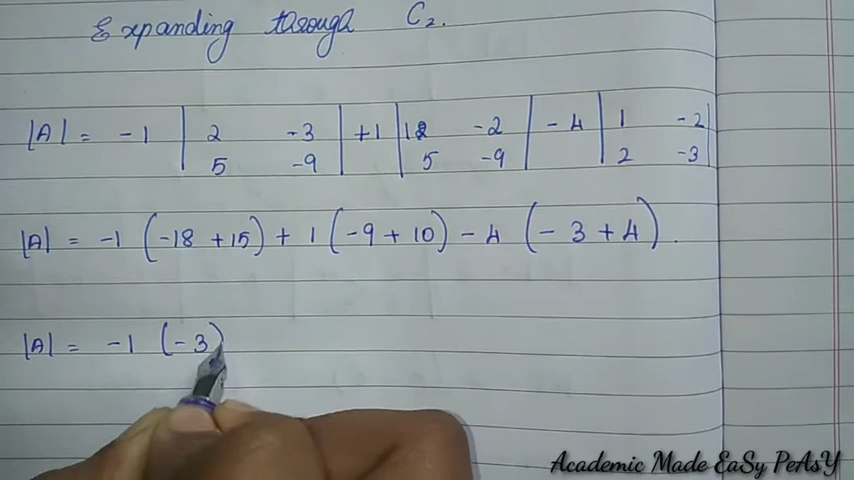 Expanding through C₂.
|A| = -1 | 2 -3 | +1 | 1 -2 | - 4 | 1 -2 |
5 -9 5 -9 2 -3
|A| = -1 (-18 +15) + 1 (-9 + 10) - 4 (- 3 + 4).
|A| = -1 (-3)
Academic Made EaSy PeAsY